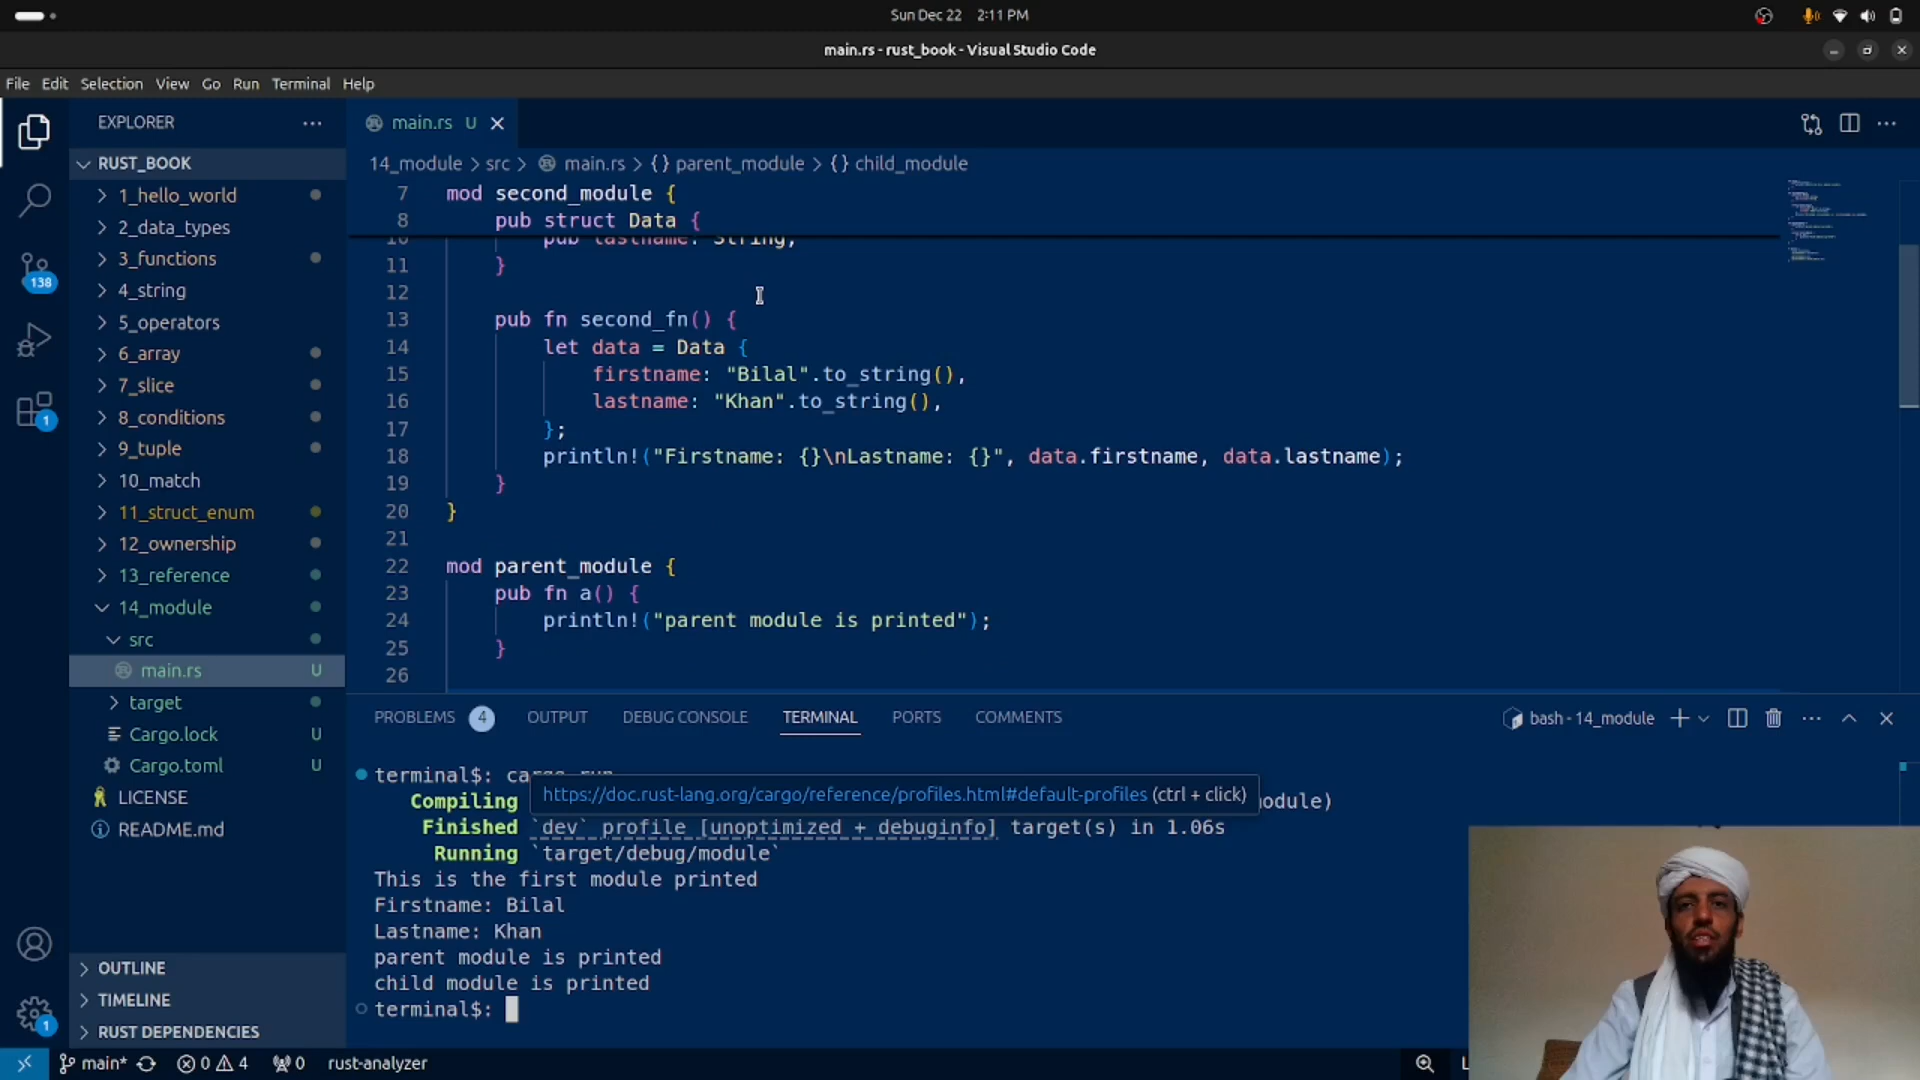 Sun Dec 22 2:11 PM
main.rs - rust_book - Visual Studio Code
File Edit Selection View Go Run Terminal Help
EXPLORER
RUST_BOOK
1_hello_world
2_data_types
3_functions
4_string
5_operators
6_array
7_slice
8_conditions
9_tuple
10_match
11_struct_enum
12_ownership
13_reference
14_module
src
main.rs U
target
Cargo.lock U
Cargo.toml U
LICENSE
README.md
OUTLINE
TIMELINE
RUST DEPENDENCIES
138
1
1
main.rs U
14_module > src > main.rs > {} parent_module > {} child_module
7 mod second_module {
8 pub struct Data {
pub lastname: String,
11 }
12
13 pub fn second_fn() {
14 let data = Data {
15 firstname: "Bilal".to_string(),
16 lastname: "Khan".to_string(),
17 };
18 println!("Firstname: {}\nLastname: {}", data.firstname, data.lastname);
19 }
20 }
21
22 mod parent_module {
23 pub fn a() {
24 println!("parent module is printed");
25 }
26
PROBLEMS 4 OUTPUT DEBUG CONSOLE TERMINAL PORTS COMMENTS
bash - 14_module
terminal$: cargo run
https://doc.rust-lang.org/cargo/reference/profiles.html#default-profiles (ctrl + click)
Compiling module)
Finished `dev` profile [unoptimized + debuginfo] target(s) in 1.06s
Running `target/debug/module`
This is the first module printed
Firstname: Bilal
Lastname: Khan
parent module is printed
child module is printed
terminal$:
main* 0 4 0 rust-analyzer